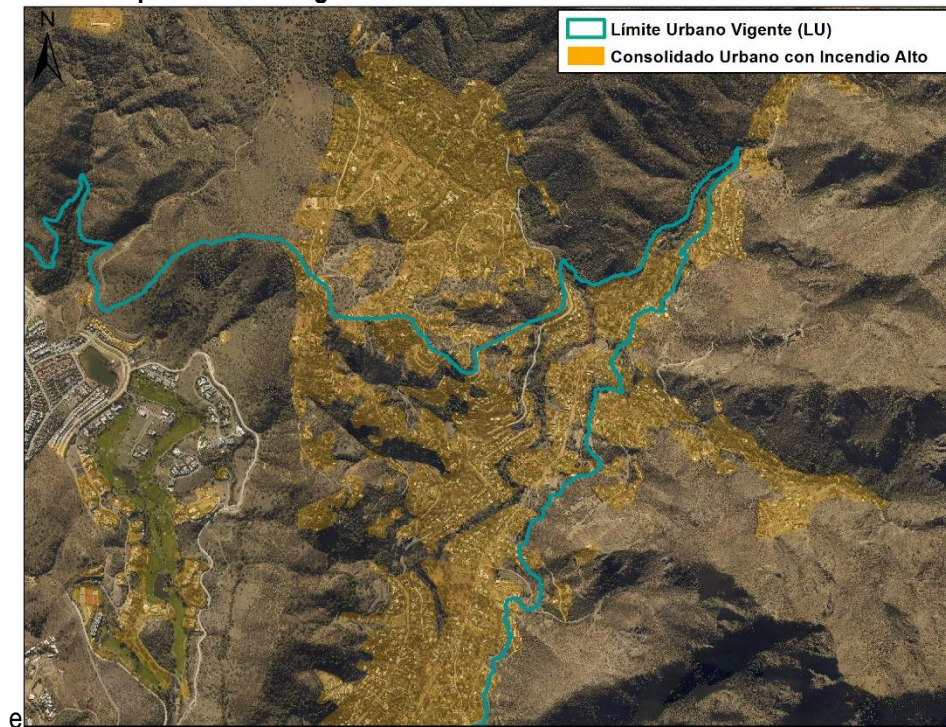 N
Límite Urbano Vigente (LU)
Consolidado Urbano con Incendio Alto
e